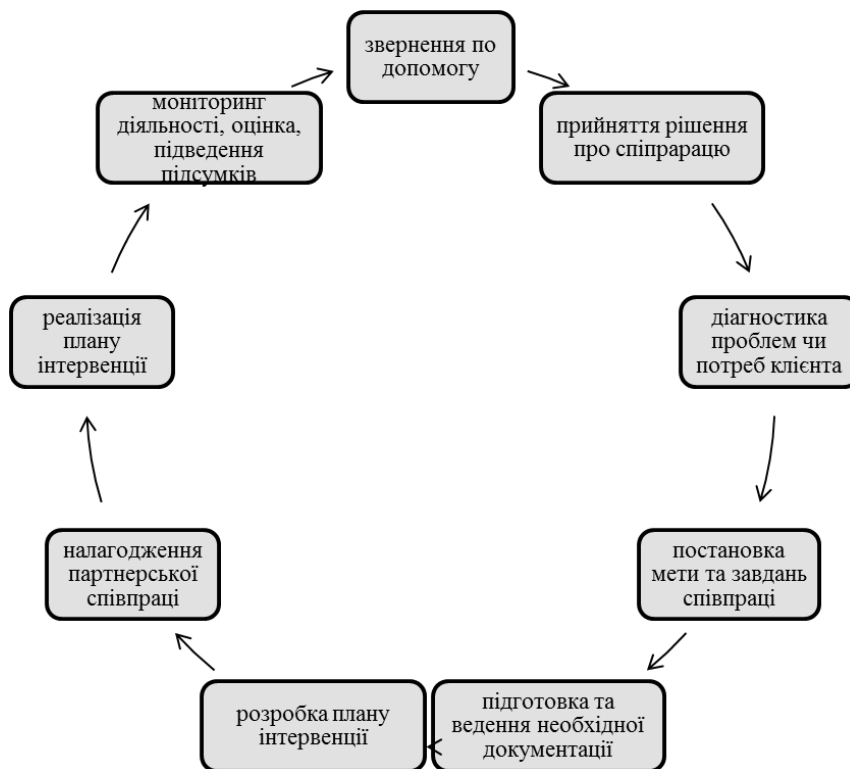 звернення по
допомогу
прийняття рішення
про спіпрарацю
діагностика
проблем чи
потреб клієнта
постановка
мети та завдань
співпраці
підготовка та
ведення необхідної
документації
розробка плану
інтервенції
налагодження
партнерської
співпраці
реалізація
плану
інтервенції
моніторинг
діяльності, оцінка,
підведення
підсумків